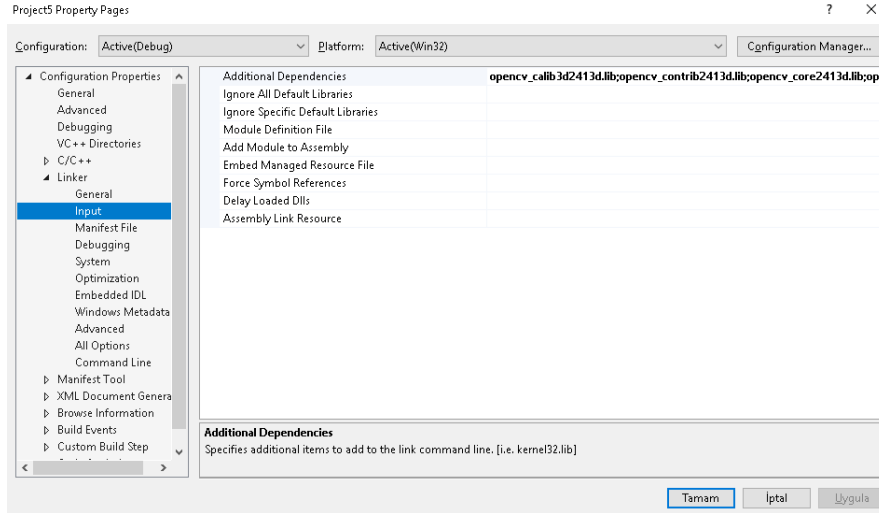 Project5 Property Pages ? ×
Configuration: Active(Debug) Platform: Active(Win32) Configuration Manager...
Configuration Properties
General
Advanced
Debugging
VC++ Directories
C/C++
Linker
General
Input
Manifest File
Debugging
System
Optimization
Embedded IDL
Windows Metadata
Advanced
All Options
Command Line
Manifest Tool
XML Document Genera
Browse Information
Build Events
Custom Build Step
Additional Dependencies opencv_calib3d2413d.lib;opencv_contrib2413d.lib;opencv_core2413d.lib;op
Ignore All Default Libraries
Ignore Specific Default Libraries
Module Definition File
Add Module to Assembly
Embed Managed Resource File
Force Symbol References
Delay Loaded Dlls
Assembly Link Resource
Additional Dependencies
Specifies additional items to add to the link command line. [i.e. kernel32.lib]
Tamam İptal Uygula